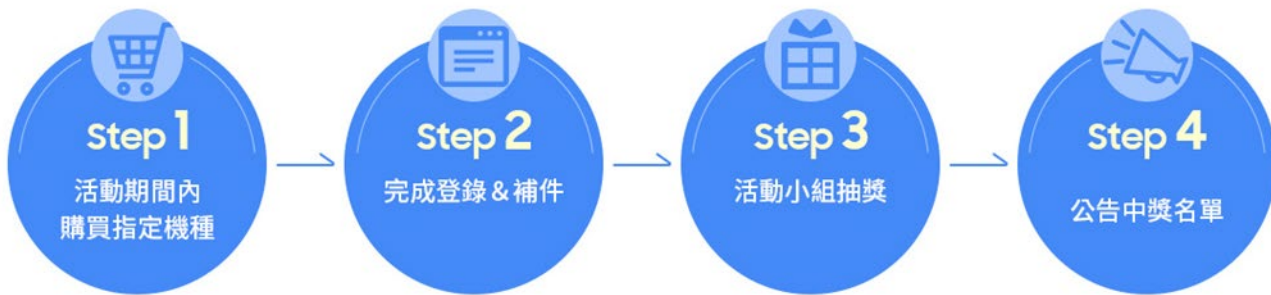 Step 1
活動期間內
購買指定機種
Step 2
完成登錄&補件
Step 3
活動小組抽獎
Step 4
公告中獎名單